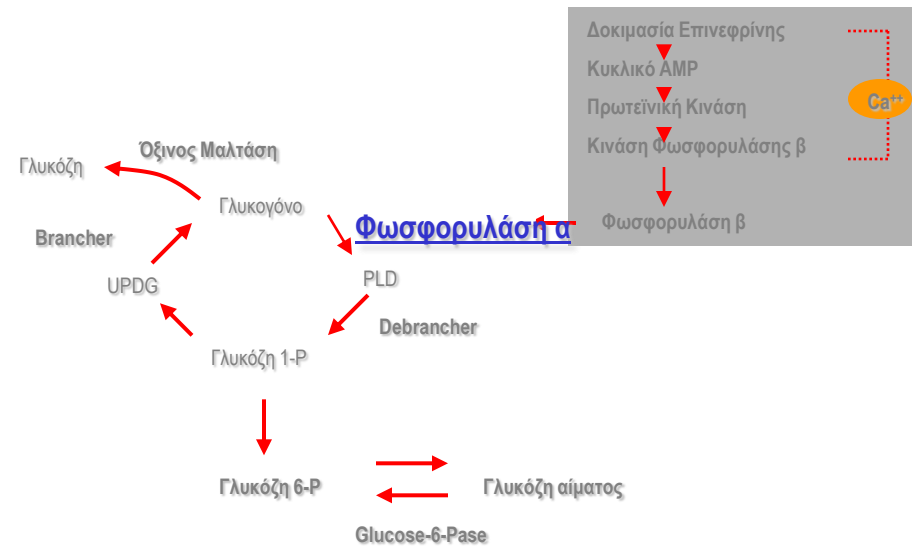 Δοκιμασία Επινεφρίνης
Κυκλικό AMP
Ca++
Πρωτεϊνική Κινάση
Κινάση Φωσφορυλάσης β
Όξινος Μαλτάση
Γλυκόζη
Γλυκογόνο
Φωσφορυλάση α
Φωσφορυλάση β
Brancher
UPDG
PLD
Debrancher
Γλυκόζη 1-P
Γλυκόζη 6-P
Γλυκόζη αίματος
Glucose-6-Pase